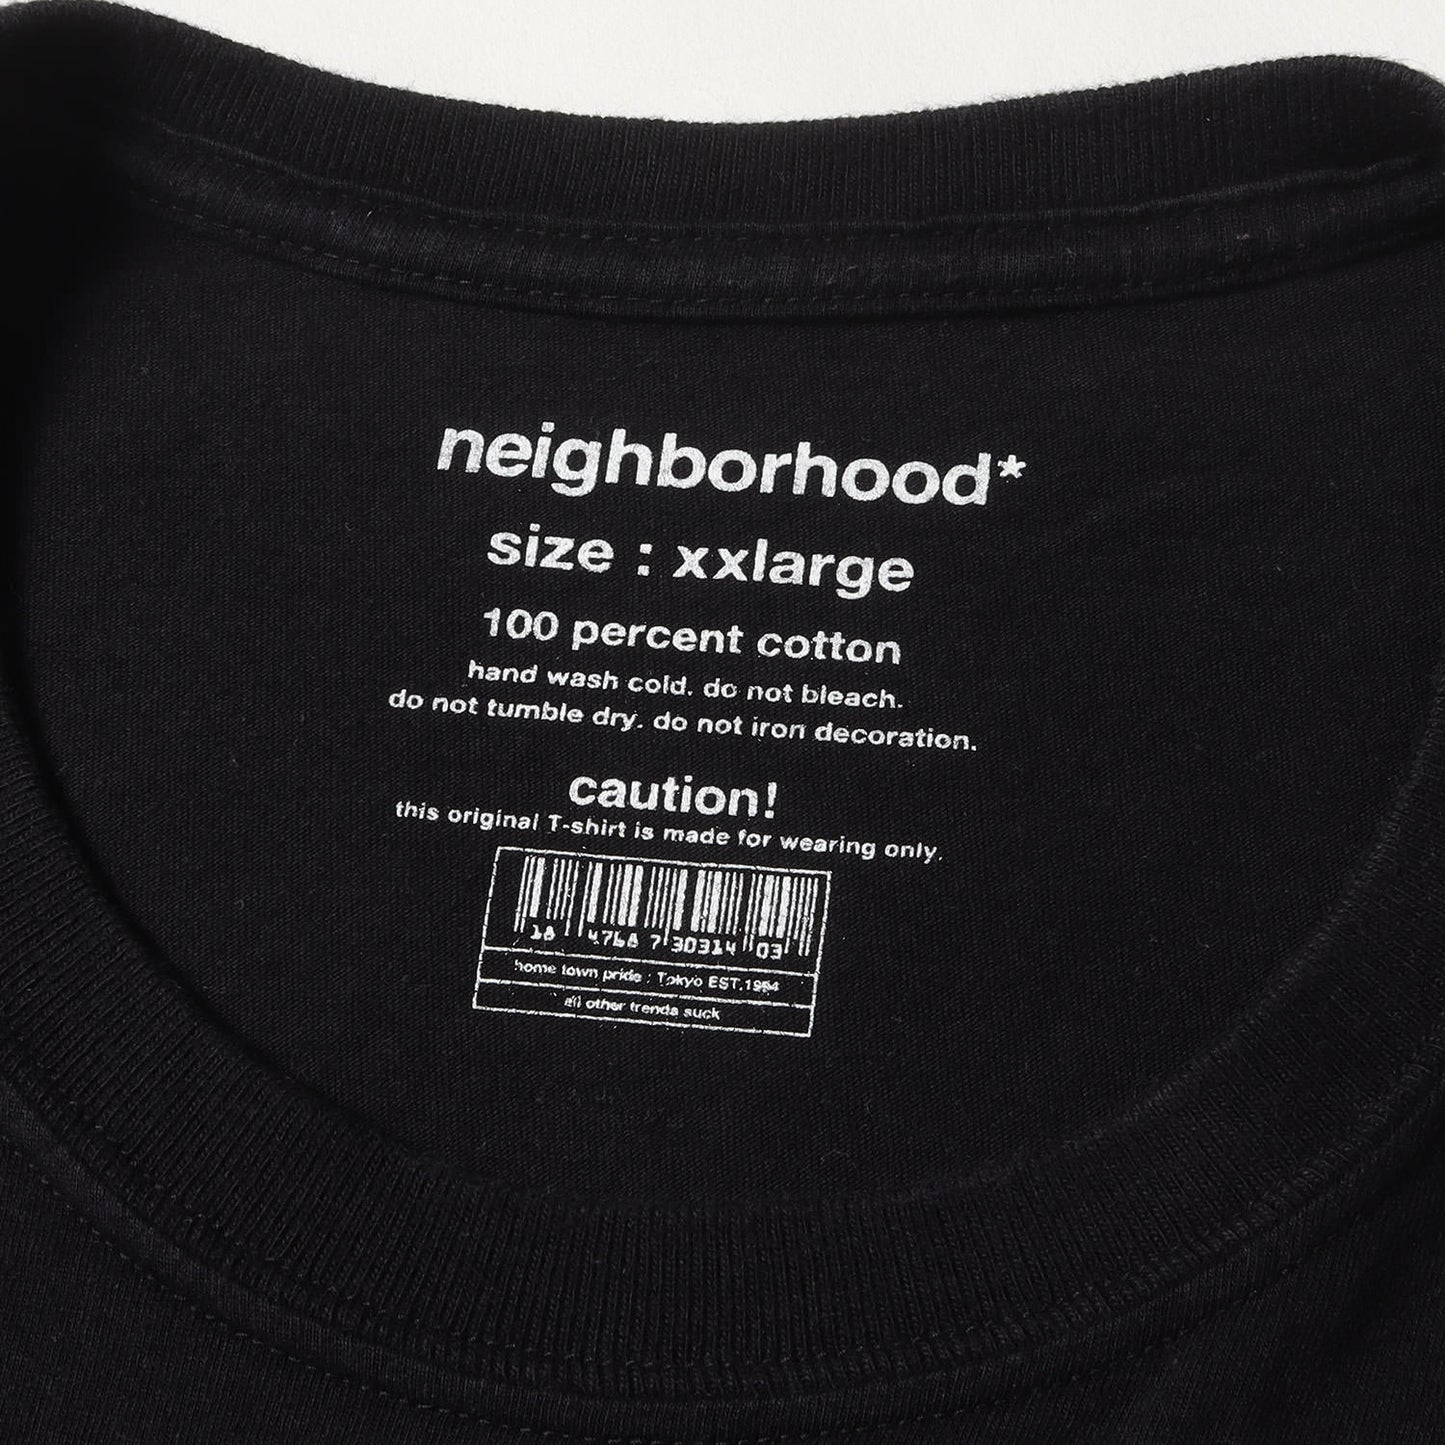 neighborhood*
size : xxlarge
100 percent cotton
hand wash cold. do not bleach.
do not tumble dry. do not iron decoration.
caution!
this original T-shirt is made for wearing only.
18 4768 730314 03
home town pride : Tokyo EST.1994
all other trends suck